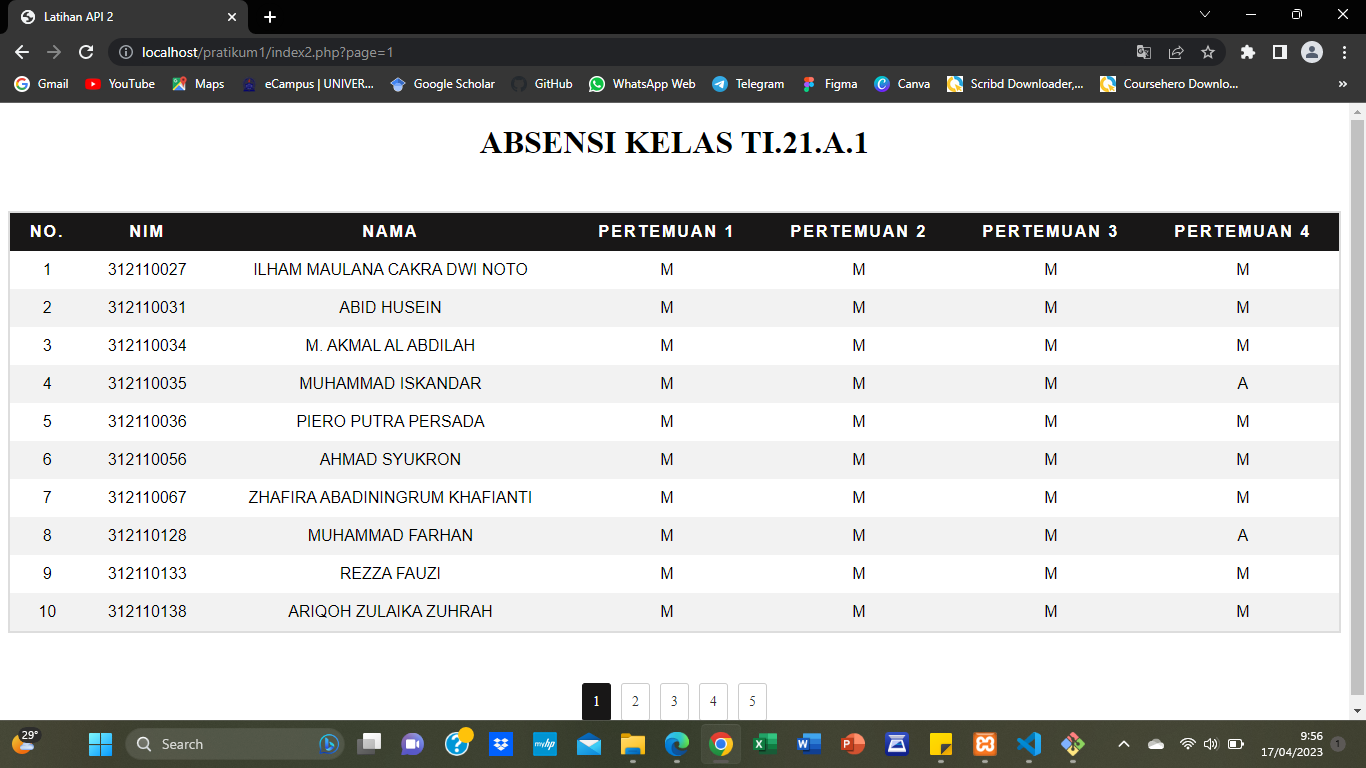 Latihan API 2
localhost/pratikum1/index2.php?page=1
Gmail YouTube Maps eCampus | UNIVER... Google Scholar GitHub WhatsApp Web Telegram Figma Canva Scribd Downloader,... Coursehero Downlo... »
ABSENSI KELAS TI.21.A.1
NO. NIM NAMA PERTEMUAN 1 PERTEMUAN 2 PERTEMUAN 3 PERTEMUAN 4
1 312110027 ILHAM MAULANA CAKRA DWI NOTO M M M M
2 312110031 ABID HUSEIN M M M M
3 312110034 M. AKMAL AL ABDILAH M M M M
4 312110035 MUHAMMAD ISKANDAR M M M A
5 312110036 PIERO PUTRA PERSADA M M M M
6 312110056 AHMAD SYUKRON M M M M
7 312110067 ZHAFIRA ABADININGRUM KHAFIANTI M M M M
8 312110128 MUHAMMAD FARHAN M M M A
9 312110133 REZZA FAUZI M M M M
10 312110138 ARIQOH ZULAIKA ZUHRAH M M M M
1 2 3 4 5
29° Search myhp 9:56
17/04/2023 1